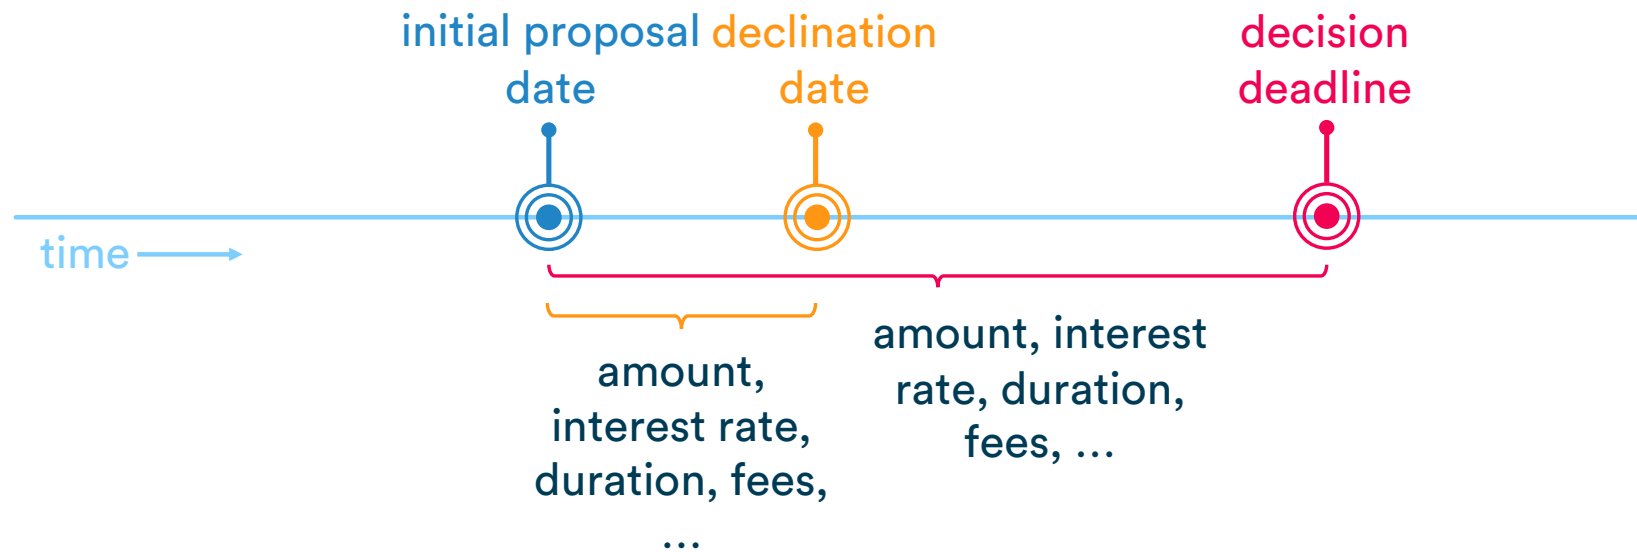 initial proposal
date
declination
date
decision
deadline
time
amount, interest
rate, duration,
fees, ...
amount,
interest rate,
duration, fees,
...